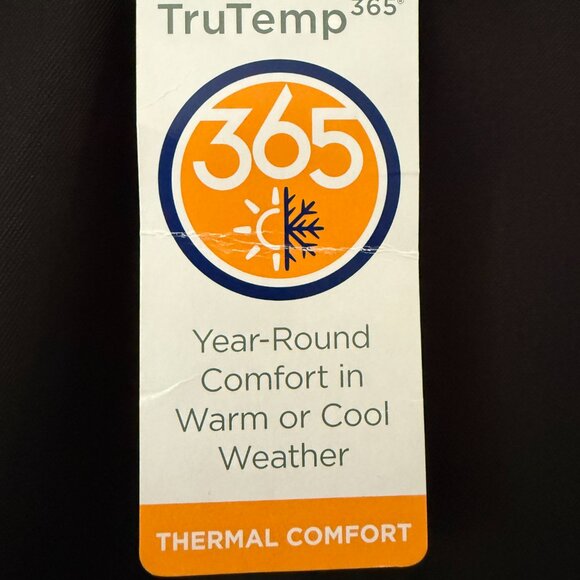 TruTemp365®
365
Year-Round
Comfort in
Warm or Cool
Weather
THERMAL COMFORT